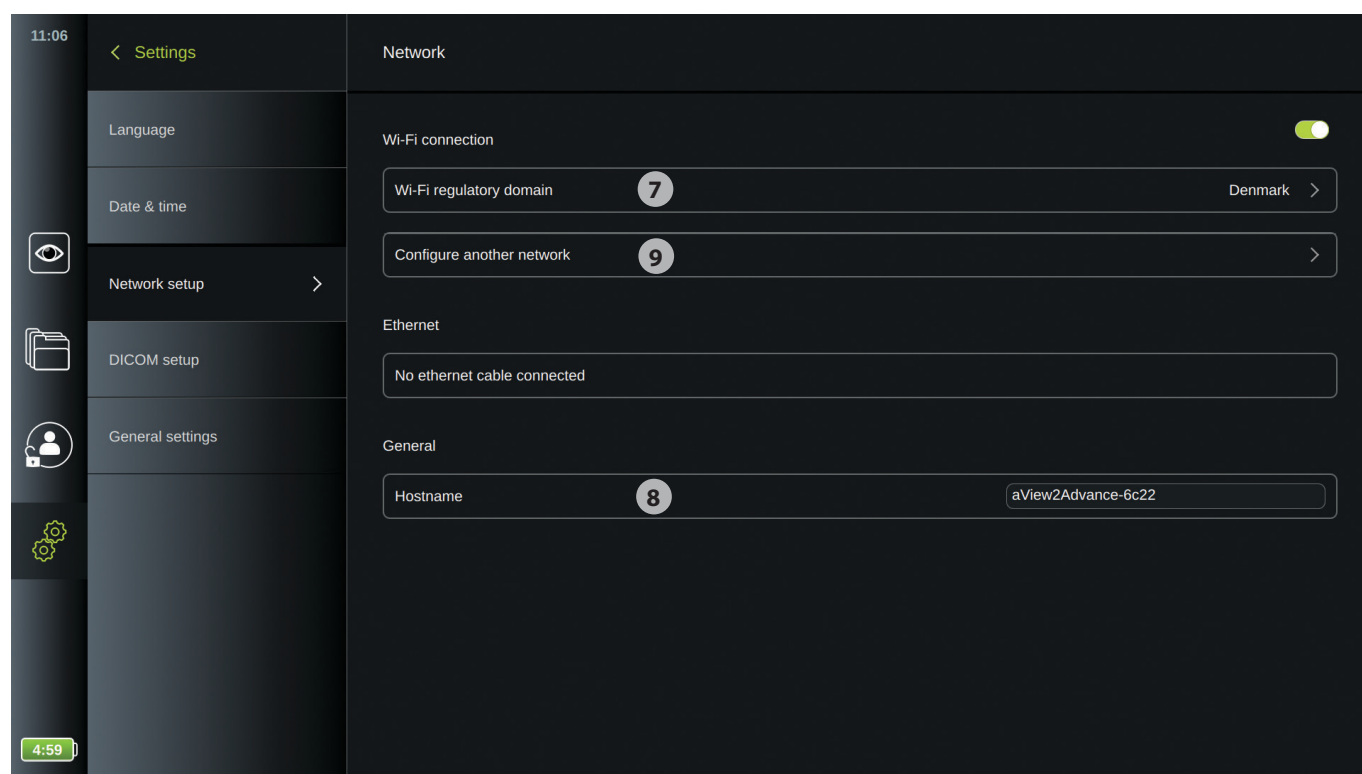 11:06
Settings
Network
Language
Date & time
Network setup
DICOM setup
General settings
Wi-Fi connection
Wi-Fi regulatory domain 7 Denmark
Configure another network 9
Ethernet
No ethernet cable connected
General
Hostname 8 aView2Advance-6c22
4:59